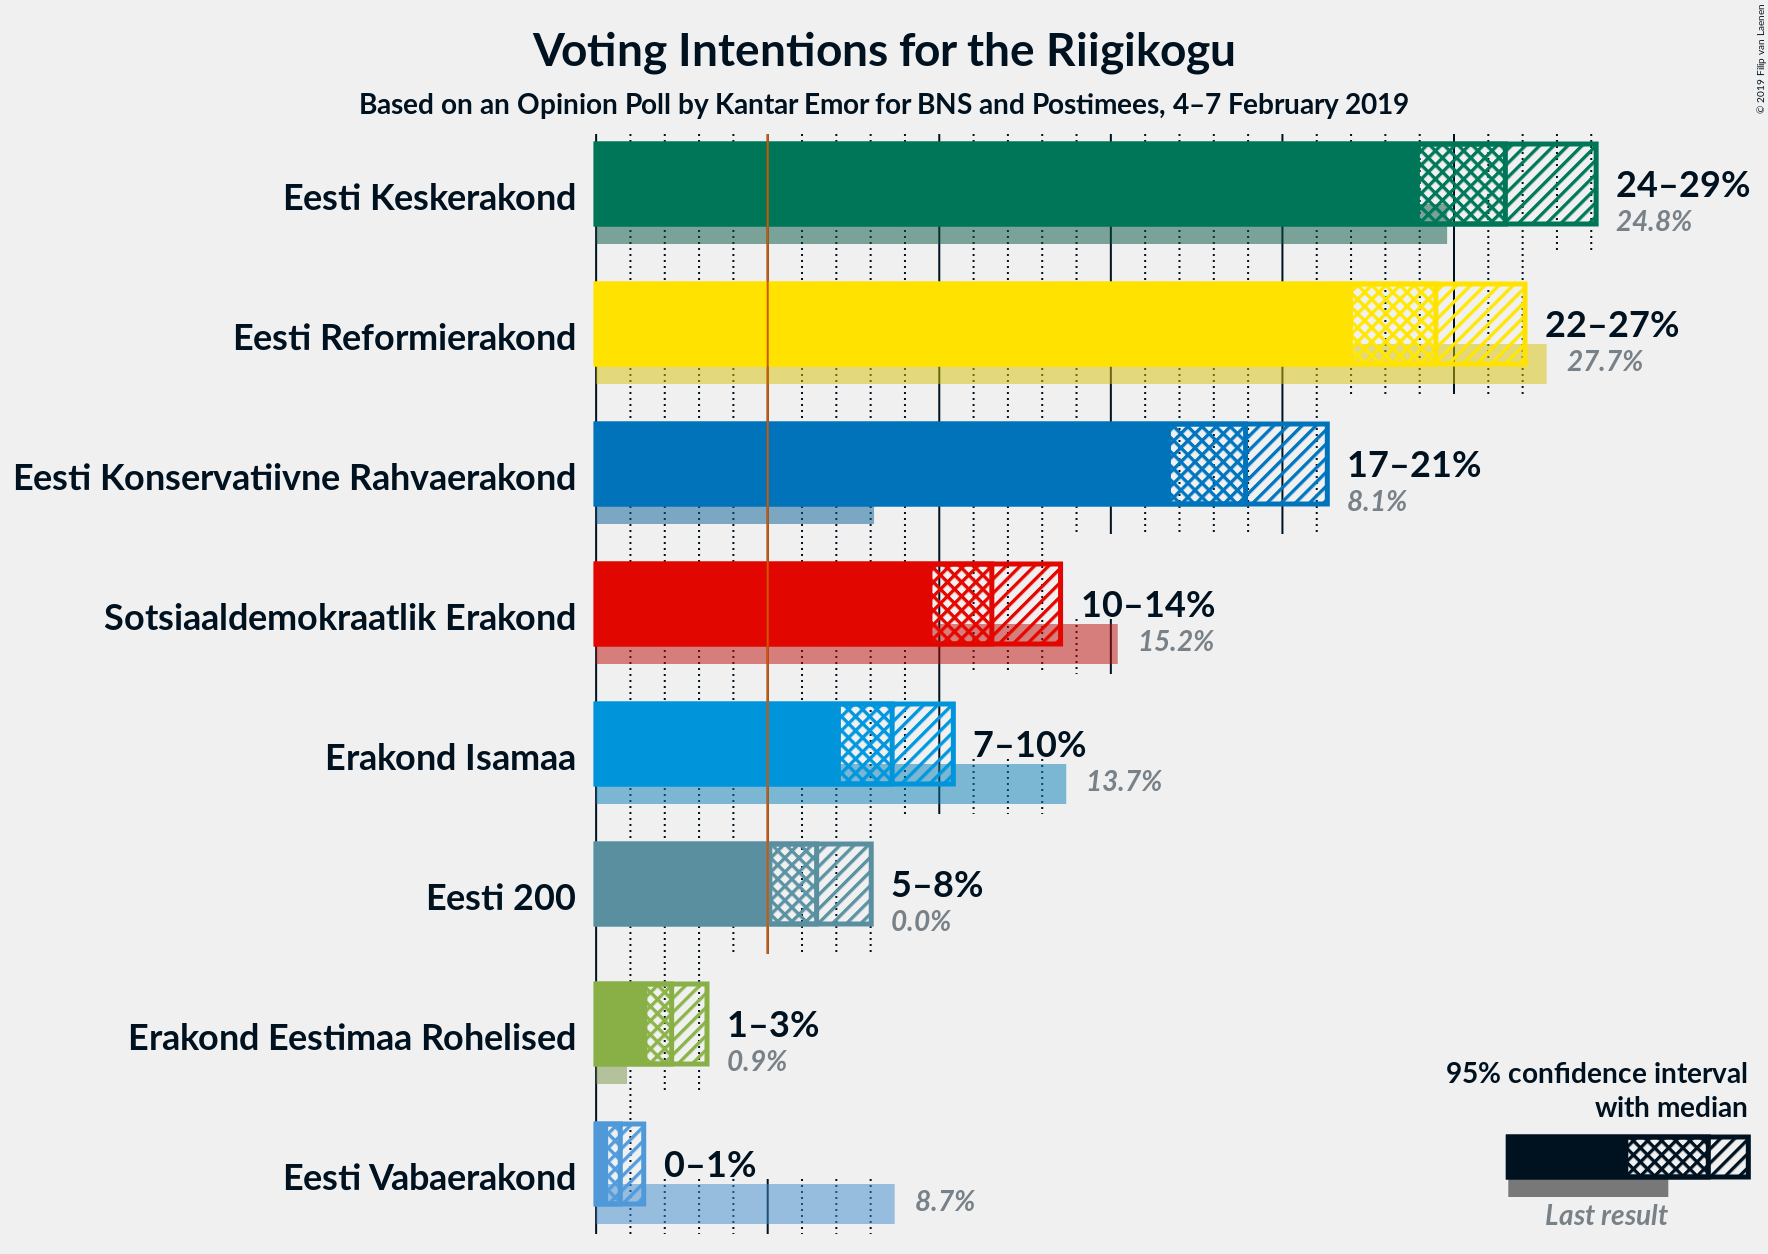 Voting Intentions for the Riigikogu
Based on an Opinion Poll by Kantar Emor for BNS and Postimees, 4–7 February 2019
© 2019 Filip van Laenen
Eesti Keskerakond
24–29%
24.8%
Eesti Reformierakond
22–27%
27.7%
Eesti Konservatiivne Rahvaerakond
17–21%
8.1%
Sotsiaaldemokraatlik Erakond
10–14%
15.2%
Erakond Isamaa
7–10%
13.7%
Eesti 200
5–8%
0.0%
Erakond Eestimaa Rohelised
1–3%
0.9%
Eesti Vabaerakond
0–1%
8.7%
95% confidence interval
with median
Last result